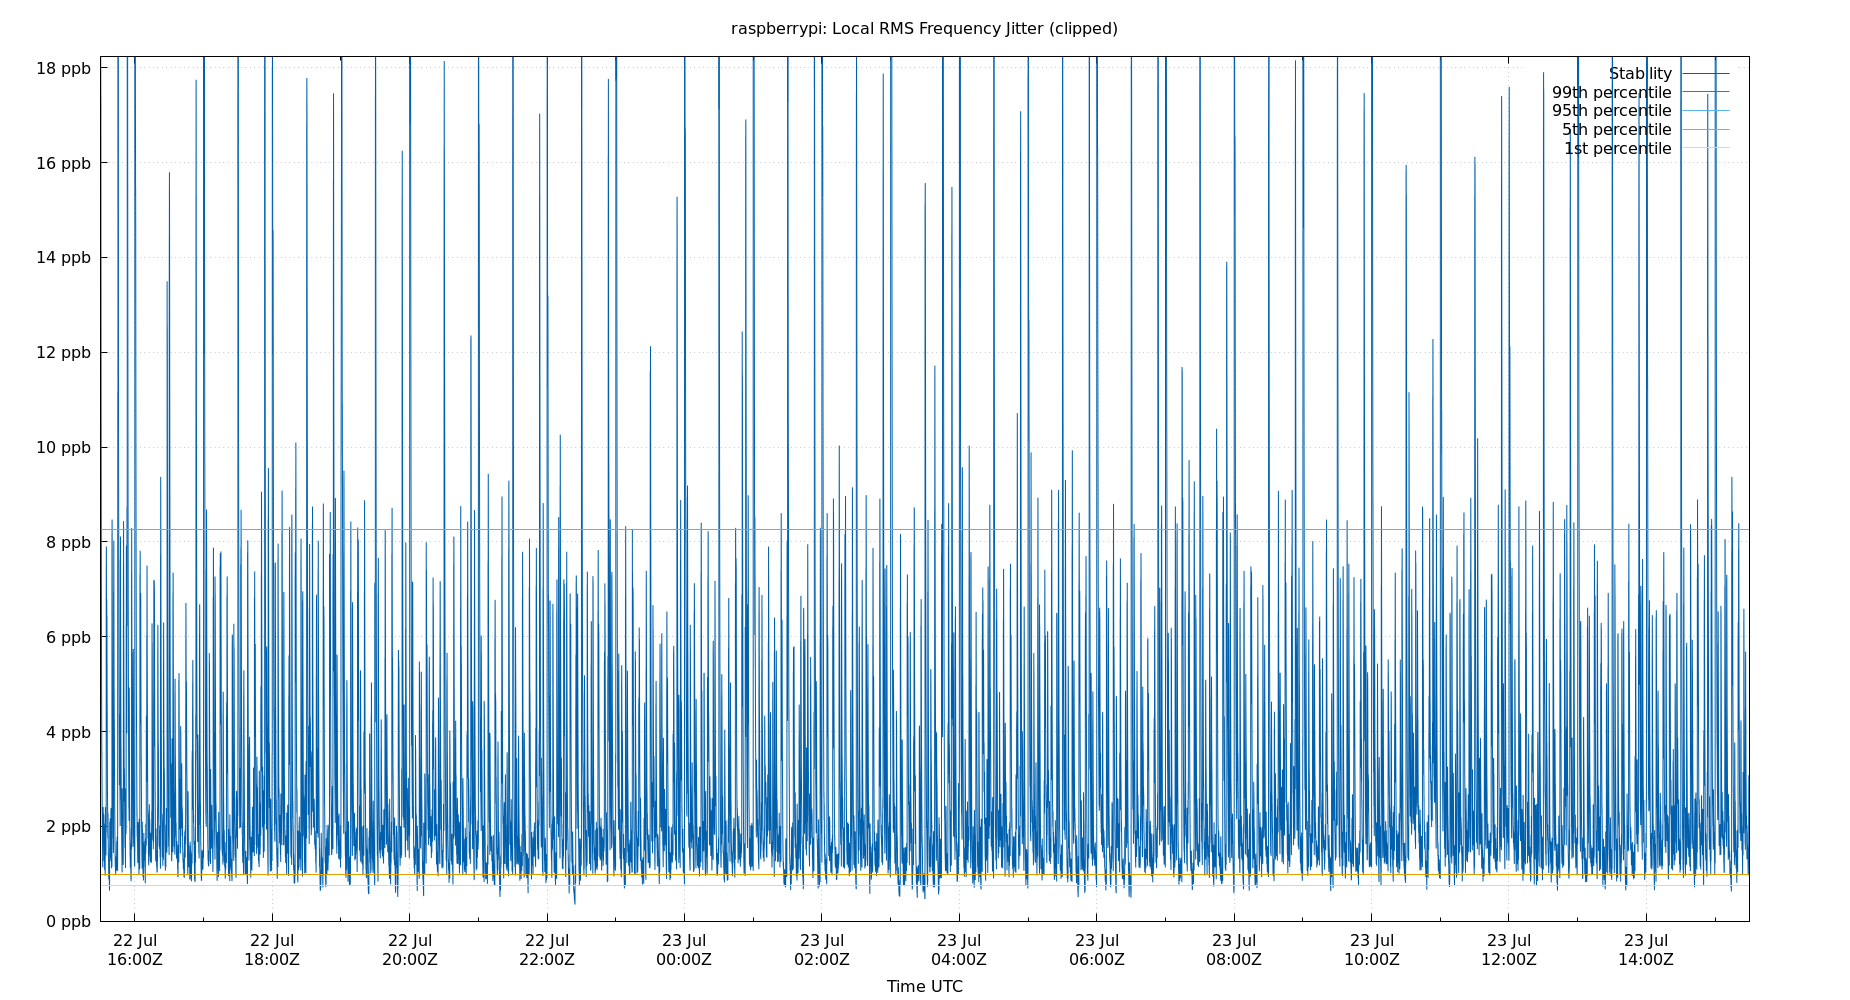 raspberrypi: Local RMS Frequency Jitter (clipped)
18 ppb
16 ppb
14 ppb
12 ppb
10 ppb
8 ppb
6 ppb
4 ppb
2 ppb
0 ppb
Stability
99th percentile
95th percentile
5th percentile
1st percentile
22 Jul 22 Jul 22 Jul 22 Jul 23 Jul 23 Jul 23 Jul 23 Jul 23 Jul 23 Jul 23 Jul 23 Jul
16:00Z 18:00Z 20:00Z 22:00Z 00:00Z 02:00Z 04:00Z 06:00Z 08:00Z 10:00Z 12:00Z 14:00Z
Time UTC